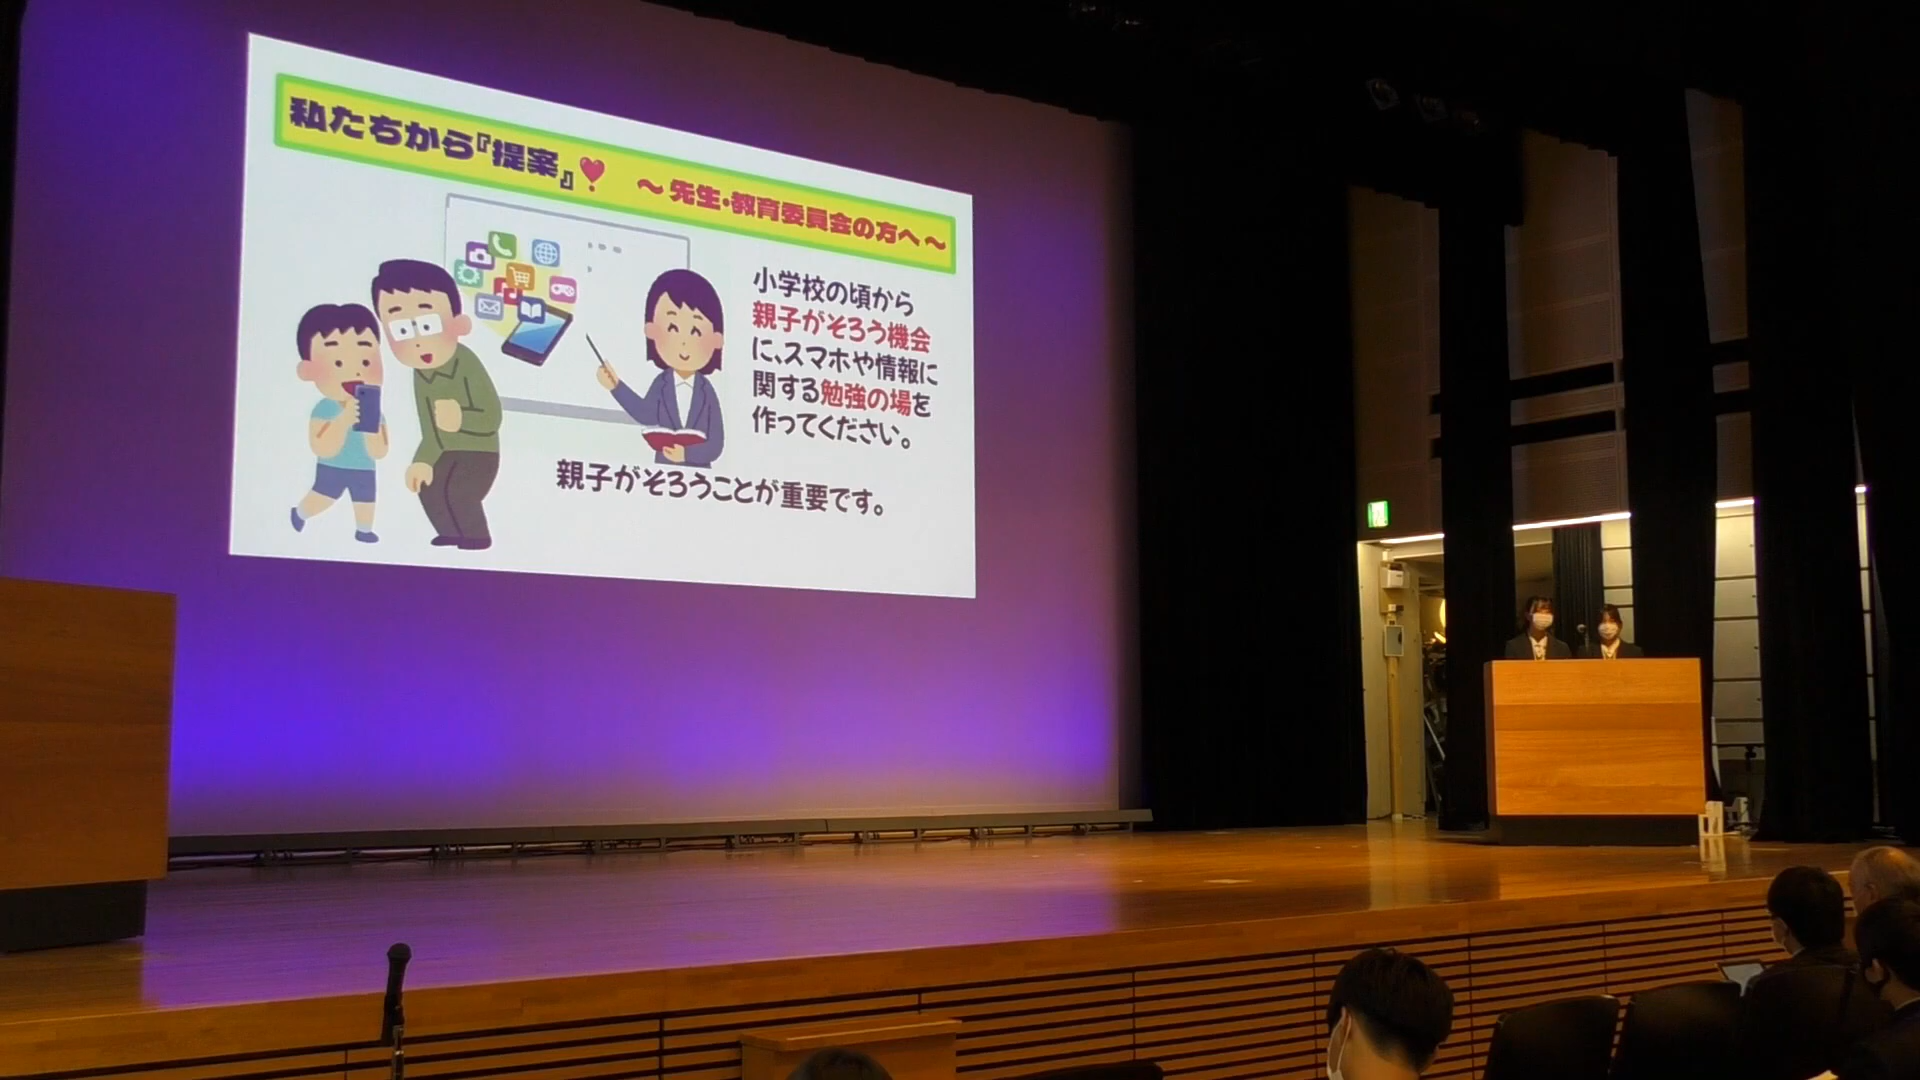 私たちから『提案』❣ ～先生・教育委員会の方へ～
小学校の頃から
親子がそろう機会
に、スマホや情報に
関する勉強の場を
作ってください。
親子がそろうことが重要です。